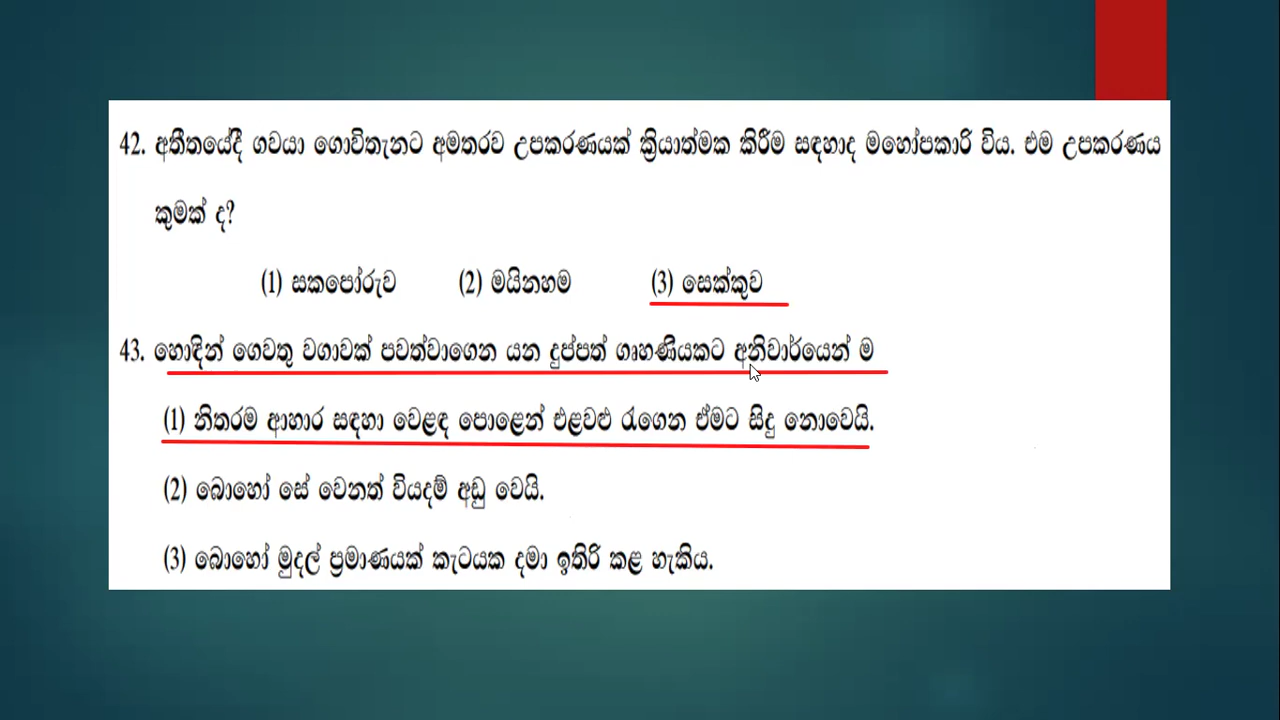 42. අතීතයේදී ගවයා ගොවිතැනට අමතරව උපකරණයක් ක්‍රියාත්මක කිරීම සඳහාද මහෝපකාරී විය. එම උපකරණය
කුමක් ද?
(1) සකපෝරුව (2) මයිනහම (3) සෙක්කුව
43. හොඳින් ගෙවතු වගාවක් පවත්වාගෙන යන දුප්පත් ගෘහණියකට අනිවාර්යෙන් ම
(1) නිතරම ආහාර සඳහා වෙළඳ පොළෙන් එළවළු රැගෙන ඒමට සිදු නොවෙයි.
(2) බොහෝ සේ වෙනත් වියදම් අඩු වෙයි.
(3) බොහෝ මුදල් ප්‍රමාණයක් කැටයක දමා ඉතිරි කළ හැකිය.